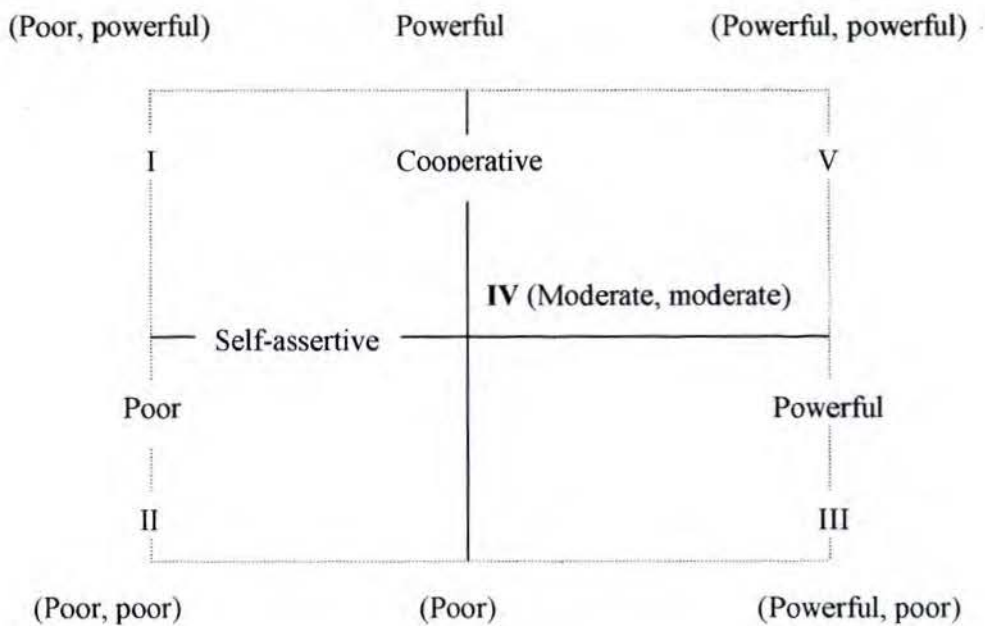 (Poor, powerful) Powerful (Powerful, powerful)
I Cooperative V
IV (Moderate, moderate)
Self-assertive
Poor Powerful
II III
(Poor, poor) (Poor) (Powerful, poor)